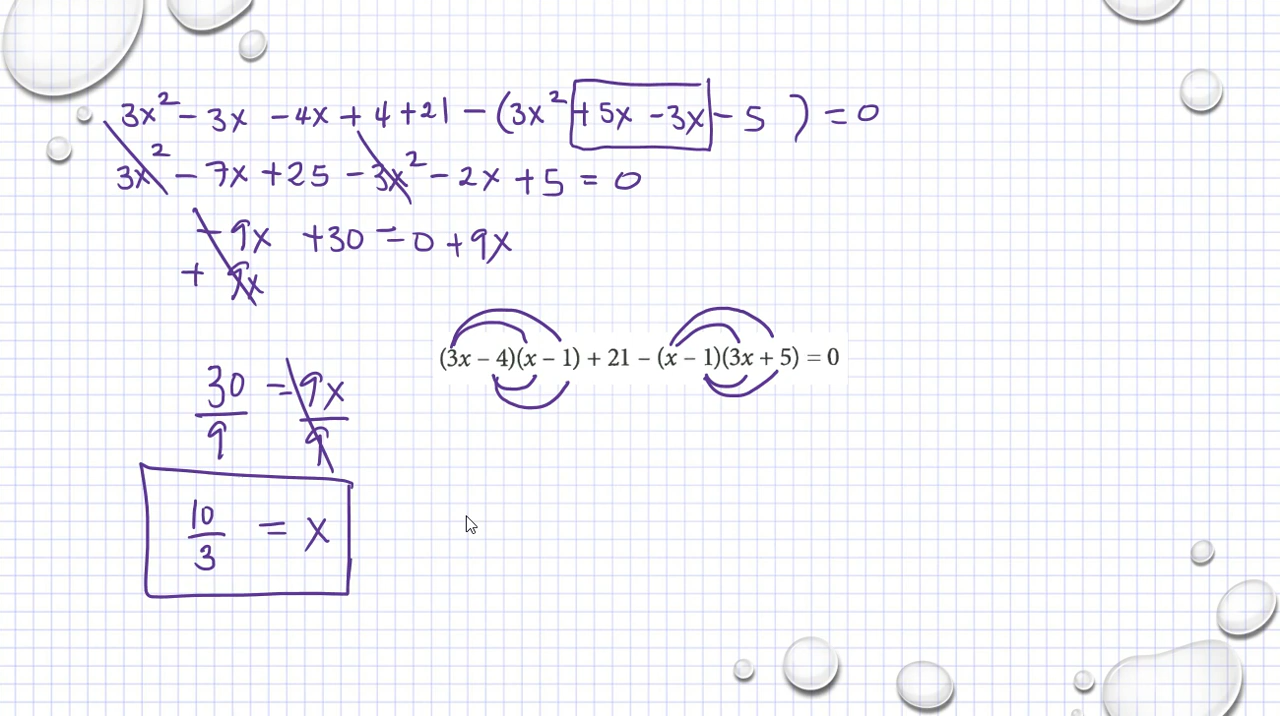 3x² - 3x - 4x + 4 + 21 - (3x² + 5x - 3x - 5) = 0
3x² - 7x + 25 - 3x² - 2x + 5 = 0
- 9x + 30 = 0 + 9x
+ 9x
(3x − 4)(x − 1) + 21 − (x − 1)(3x + 5) = 0
30/9 = 9x/9
10/3 = x